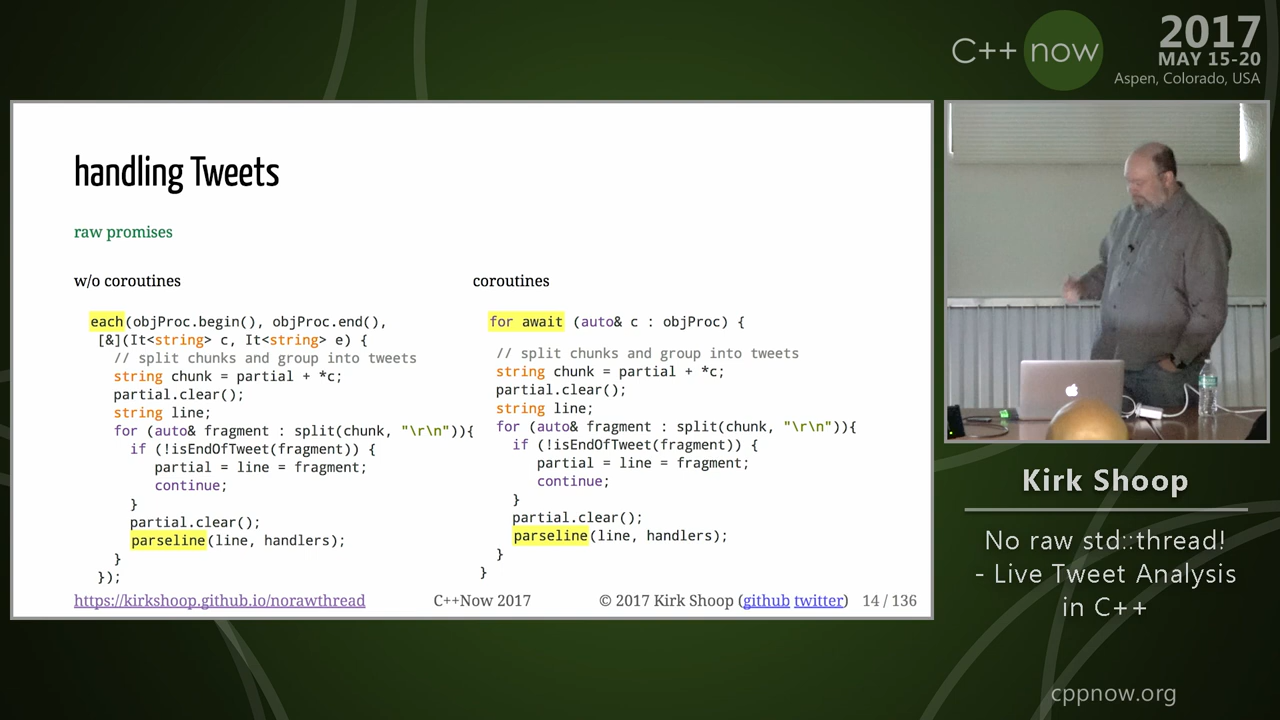 C++ now
2017
MAY 15-20
Aspen, Colorado, USA
handling Tweets
raw promises
w/o coroutines
each(objProc.begin(), objProc.end(),
[&](It<string> c, It<string> e) {
// split chunks and group into tweets
string chunk = partial + *c;
partial.clear();
string line;
for (auto& fragment : split(chunk, "\r\n")){
if (!isEndOfTweet(fragment)) {
partial = line = fragment;
continue;
}
partial.clear();
parseline(line, handlers);
}
});
coroutines
for await (auto& c : objProc) {
// split chunks and group into tweets
string chunk = partial + *c;
partial.clear();
string line;
for (auto& fragment : split(chunk, "\r\n")){
if (!isEndOfTweet(fragment)) {
partial = line = fragment;
continue;
}
partial.clear();
parseline(line, handlers);
}
}
https://kirkshoop.github.io/norawthread C++Now 2017 © 2017 Kirk Shoop (github twitter) 14 / 136
Kirk Shoop
No raw std::thread!
- Live Tweet Analysis
in C++
cppnow.org